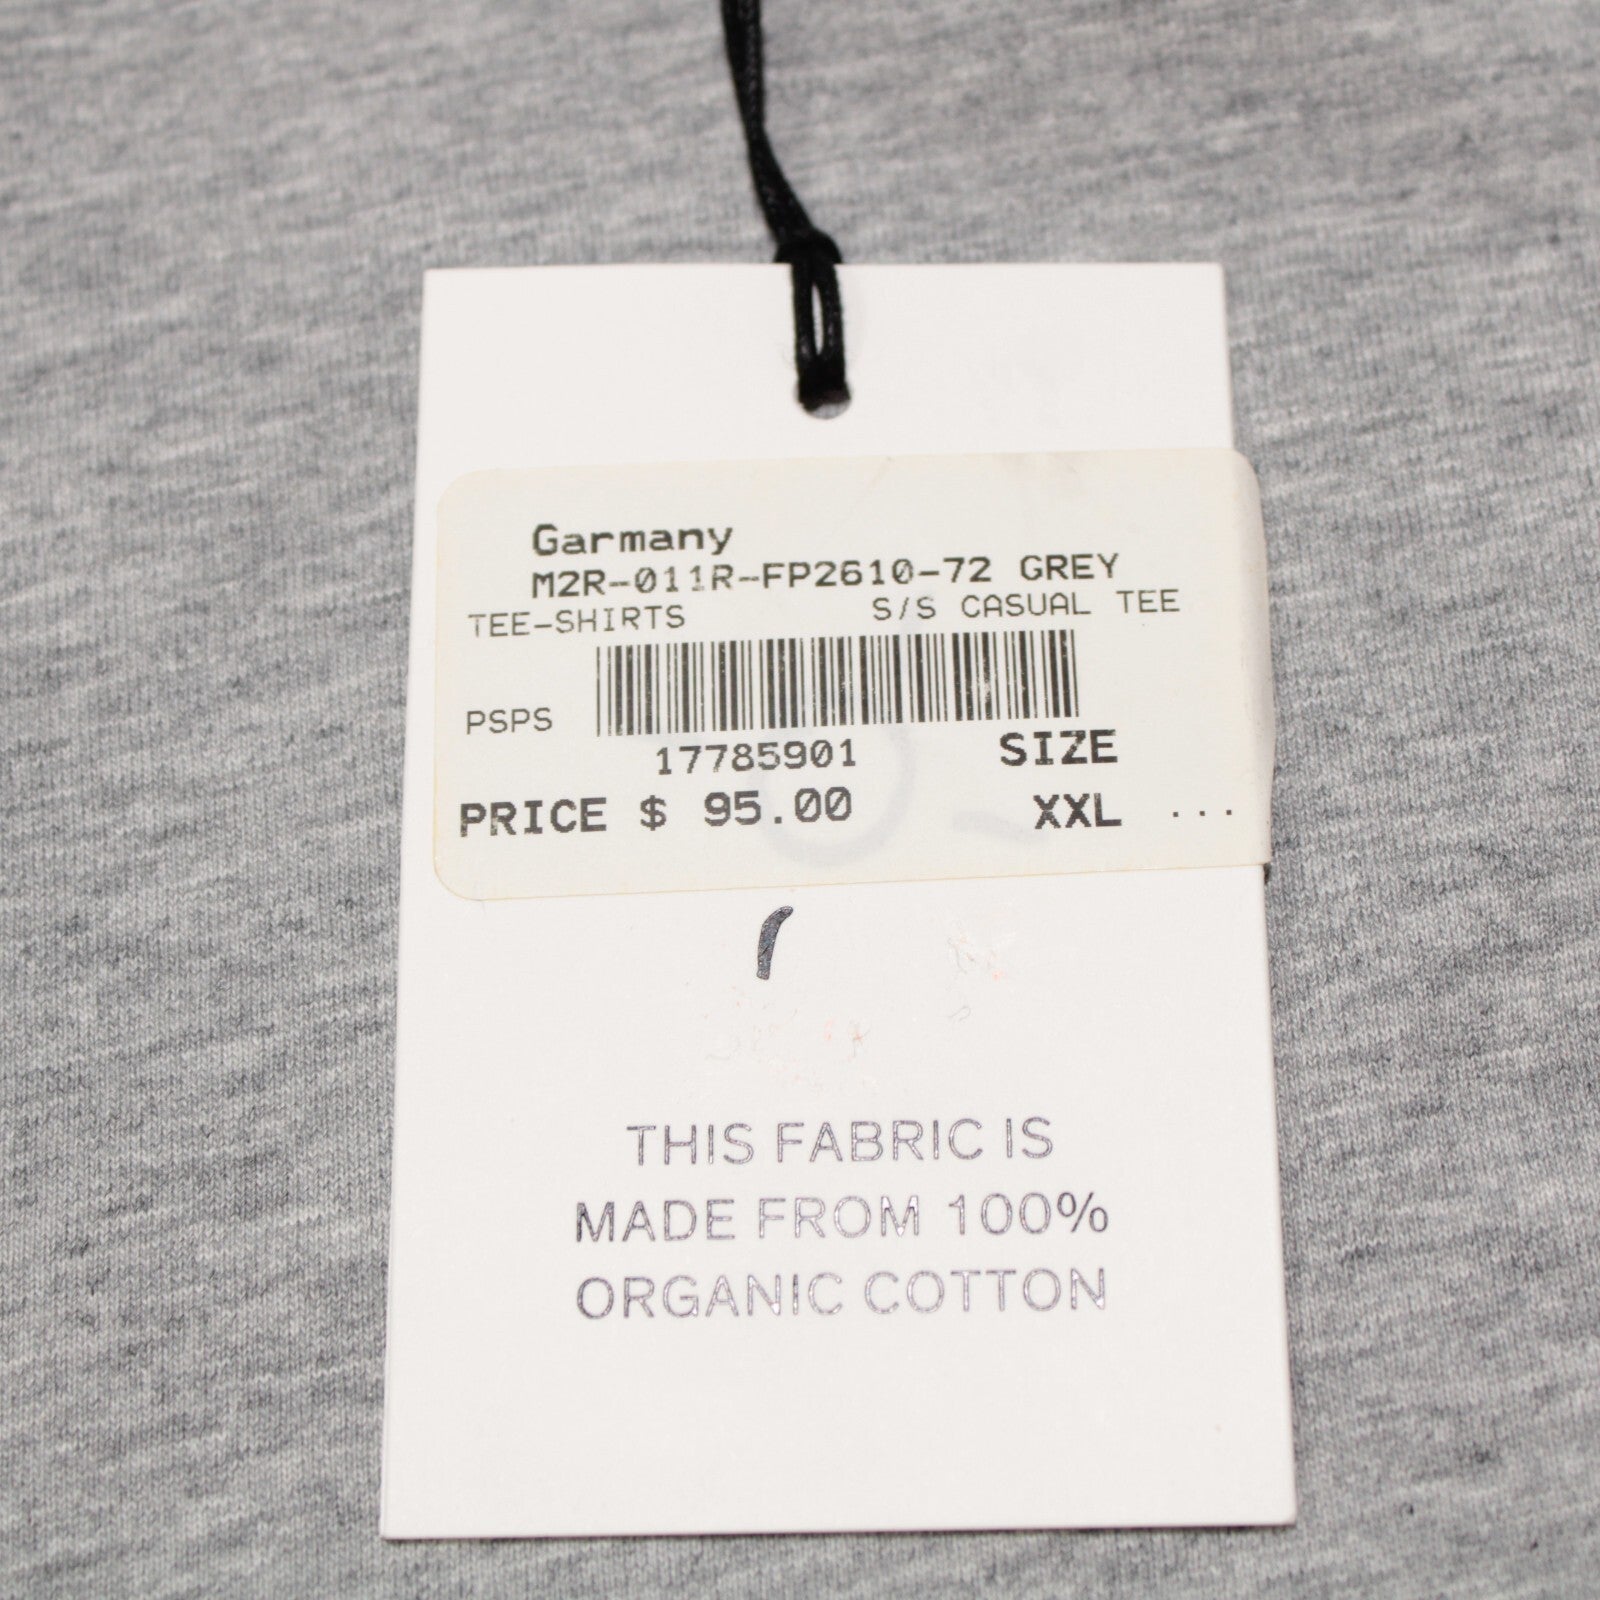 Garmany
M2R-011R-FP2610-72 GREY
TEE-SHIRTS S/S CASUAL TEE
PSPS
17785901 SIZE
PRICE $ 95.00 XXL ...
THIS FABRIC IS
MADE FROM 100%
ORGANIC COTTON